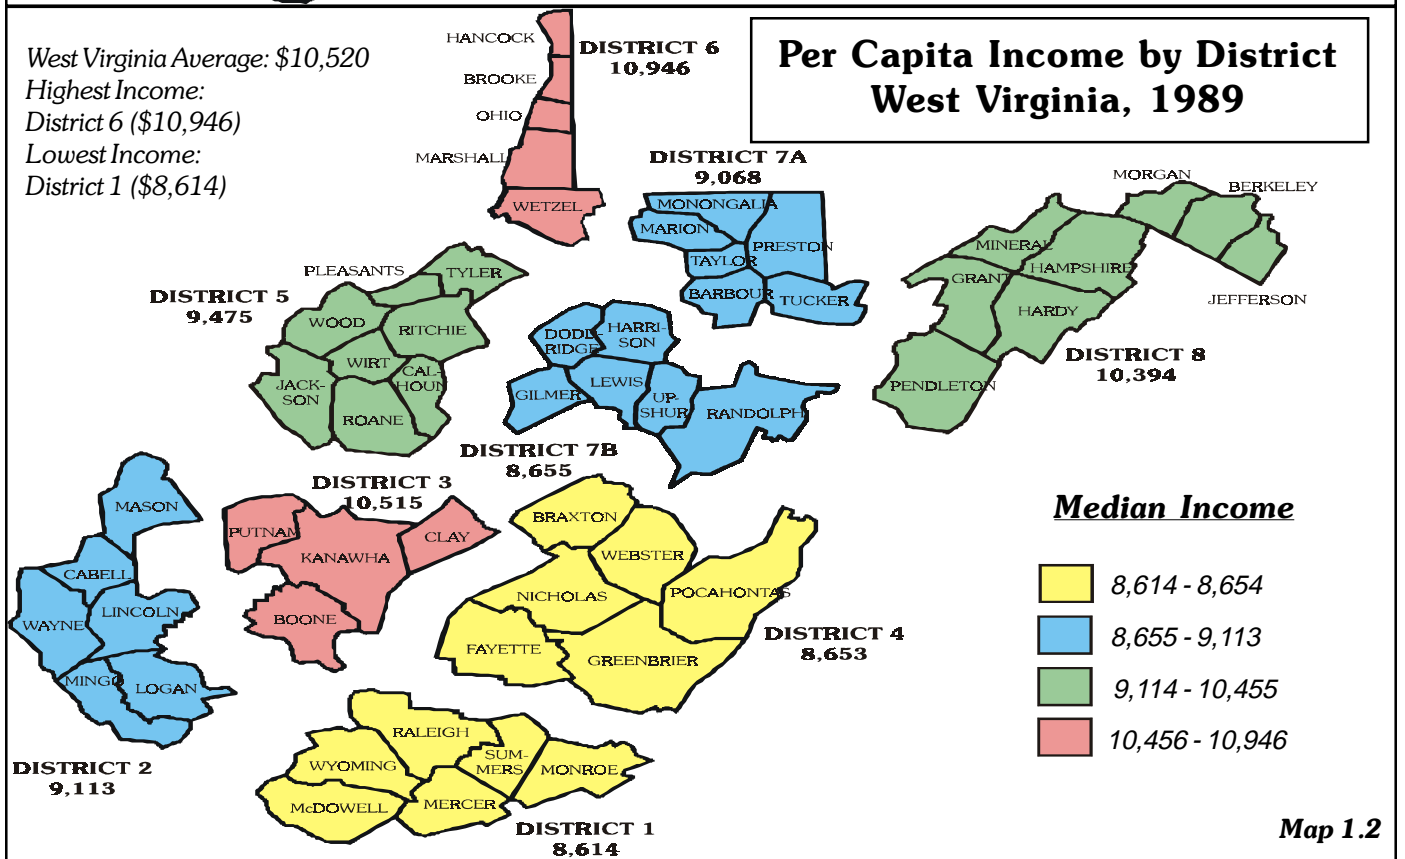 Per Capita Income by District
West Virginia, 1989
West Virginia Average: $10,520
Highest Income:
District 6 ($10,946)
Lowest Income:
District 1 ($8,614)
HANCOCK
BROOKE
OHIO
MARSHALL
WETZEL
DISTRICT 6
10,946
DISTRICT 7A
9,068
MONONGALIA
MARION
PRESTON
TAYLOR
BARBOUR
TUCKER
MORGAN
BERKELEY
MINERAL
HAMPSHIRE
GRANT
HARDY
JEFFERSON
PENDLETON
DISTRICT 8
10,394
PLEASANTS
TYLER
DISTRICT 5
9,475
WOOD
RITCHIE
WIRT
CAL-
HOUN
JACK-
SON
ROANE
DODD-
RIDGE
HARRI-
SON
GILMER
LEWIS
UP-
SHUR
RANDOLPH
DISTRICT 7B
8,655
DISTRICT 3
10,515
PUTNAM
KANAWHA
CLAY
BOONE
MASON
CABELL
LINCOLN
WAYNE
MINGO
LOGAN
DISTRICT 2
9,113
BRAXTON
WEBSTER
NICHOLAS
POCAHONTAS
FAYETTE
GREENBRIER
DISTRICT 4
8,653
RALEIGH
WYOMING
SUM-
MERS
MONROE
McDOWELL
MERCER
DISTRICT 1
8,614
Median Income
8,614 - 8,654
8,655 - 9,113
9,114 - 10,455
10,456 - 10,946
Map 1.2